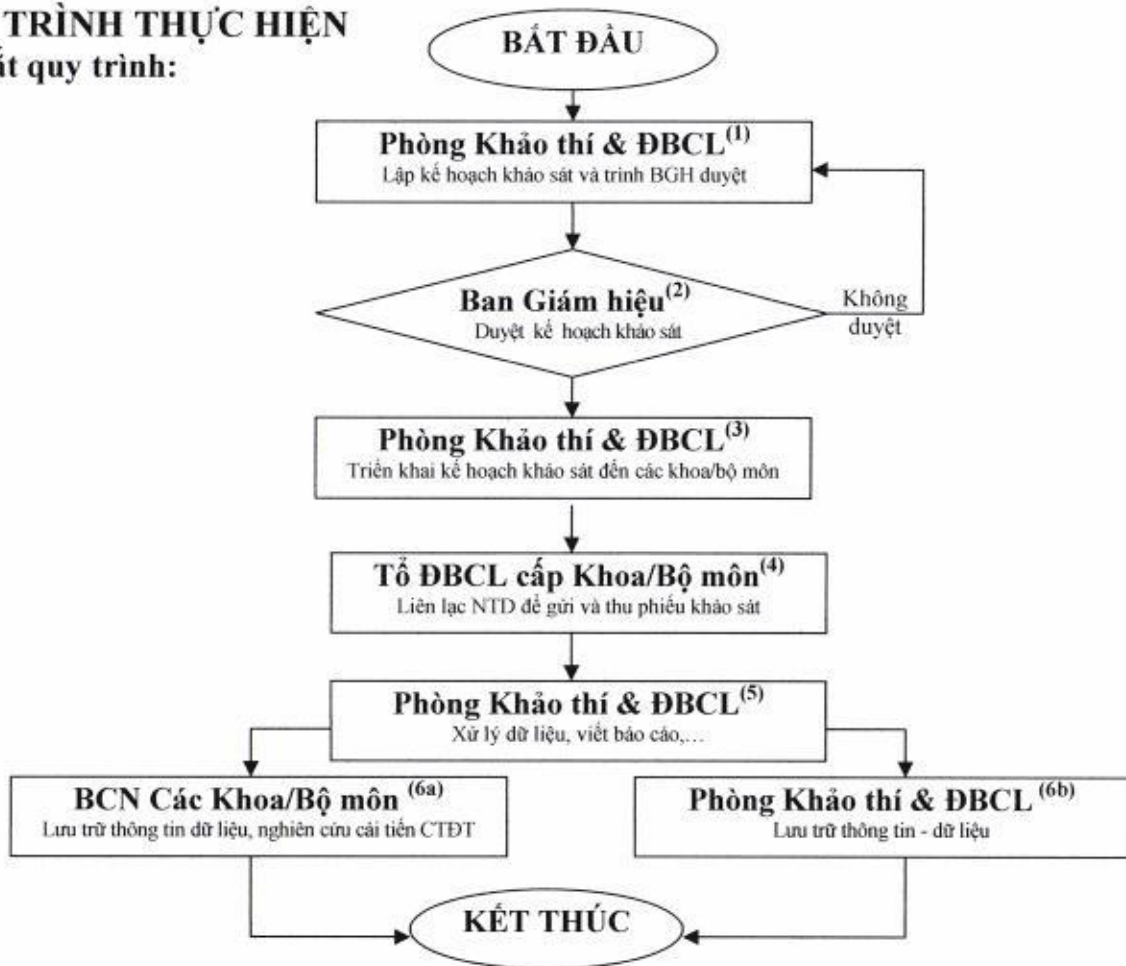 TRÌNH THỰC HIỆN
quy trình:
BẮT ĐẦU
Phòng Khảo thí & ĐBCL(1)
Lập kế hoạch khảo sát và trình BGH duyệt
Ban Giám hiệu(2)
Duyệt kế hoạch khảo sát
Không
duyệt
Phòng Khảo thí & ĐBCL(3)
Triển khai kế hoạch khảo sát đến các khoa/bộ môn
Tổ ĐBCL cấp Khoa/Bộ môn(4)
Liên lạc NTD để gửi và thu phiếu khảo sát
Phòng Khảo thí & ĐBCL(5)
Xử lý dữ liệu, viết báo cáo,…
BCN Các Khoa/Bộ môn (6a)
Lưu trữ thông tin dữ liệu, nghiên cứu cải tiến CTĐT
Phòng Khảo thí & ĐBCL (6b)
Lưu trữ thông tin - dữ liệu
KẾT THÚC